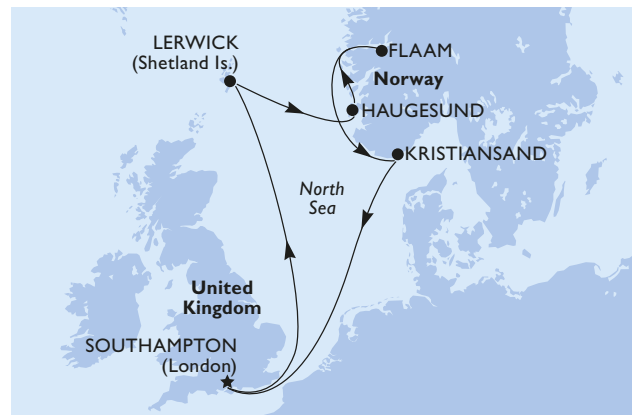 LERWICK
(Shetland Is.)
FLAAM
Norway
HAUGESUND
KRISTIANSAND
North
Sea
United
Kingdom
SOUTHAMPTON
(London)